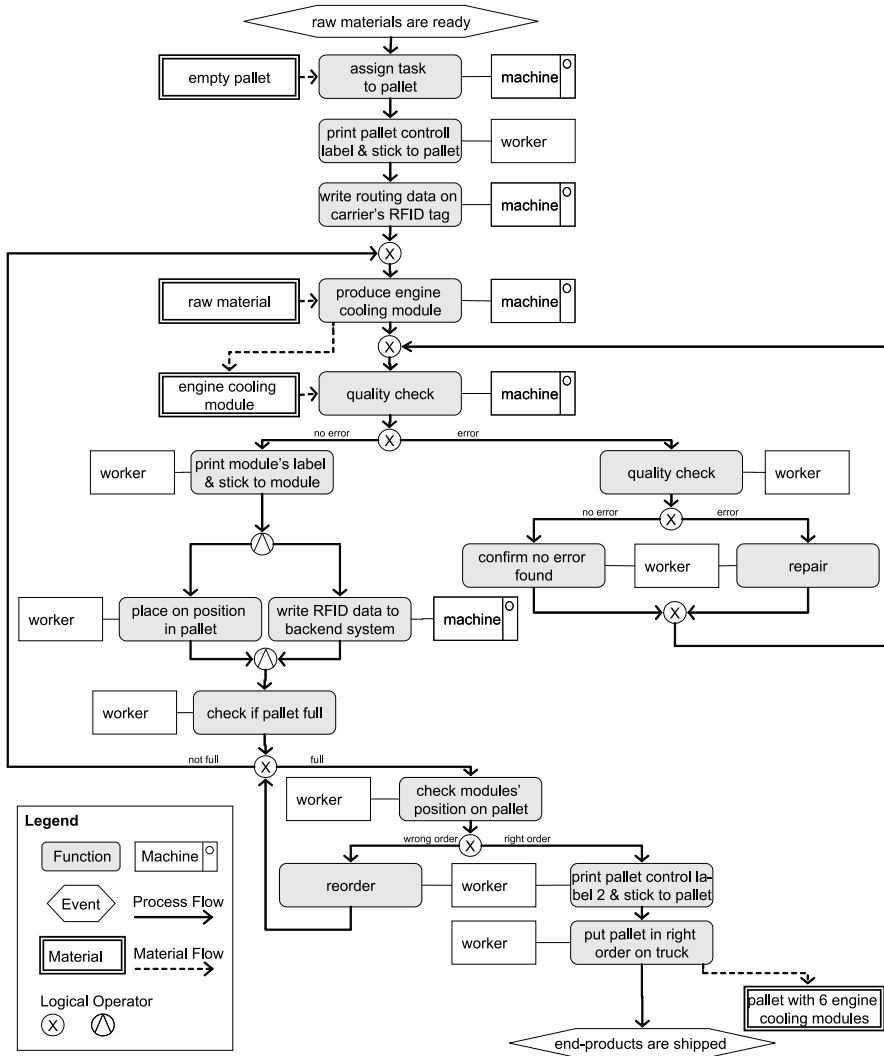 raw materials are ready
empty pallet
assign task
to pallet
machine
print pallet controll
label & stick to pallet
worker
write routing data on
carrier's RFID tag
machine
X
raw material
produce engine
cooling module
machine
X
engine cooling
module
quality check
machine
no error
X
error
worker
print module's label
& stick to module
quality check
worker
no error
X
error
confirm no error
found
worker
repair
worker
place on position
in pallet
write RFID data to
backend system
machine
X
worker
check if pallet full
not full
X
full
worker
check modules'
position on pallet
wrong order
X
right order
reorder
worker
print pallet control la-
bel 2 & stick to pallet
worker
put pallet in right
order on truck
pallet with 6 engine
cooling modules
end-products are shipped
Legend
Function
Machine
Event
Process Flow
Material
Material Flow
Logical Operator
X